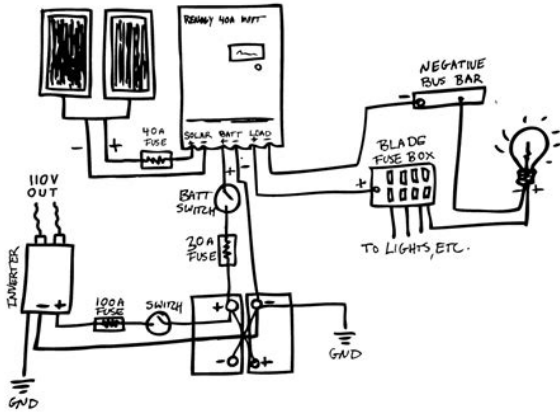 RENOGY 40A MPPT
SOLAR BATT LOAD
+ - + - + -
NEGATIVE
BUS BAR
-
- +
40A
FUSE
BLADE
FUSE BOX
+
- +
TO LIGHTS, ETC.
110V
OUT
BATT
SWITCH
+ -
30A
FUSE
INVERTER
- +
100A
FUSE
SWITCH
+ -
- +
GND
GND